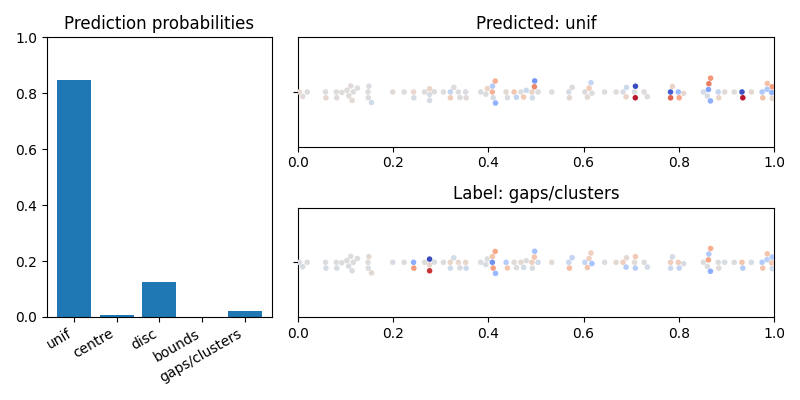 Prediction probabilities
1.0
0.8
0.6
0.4
0.2
0.0
unif
centre
disc
bounds
gaps/clusters
Predicted: unif
0.0 0.2 0.4 0.6 0.8 1.0
Label: gaps/clusters
0.0 0.2 0.4 0.6 0.8 1.0